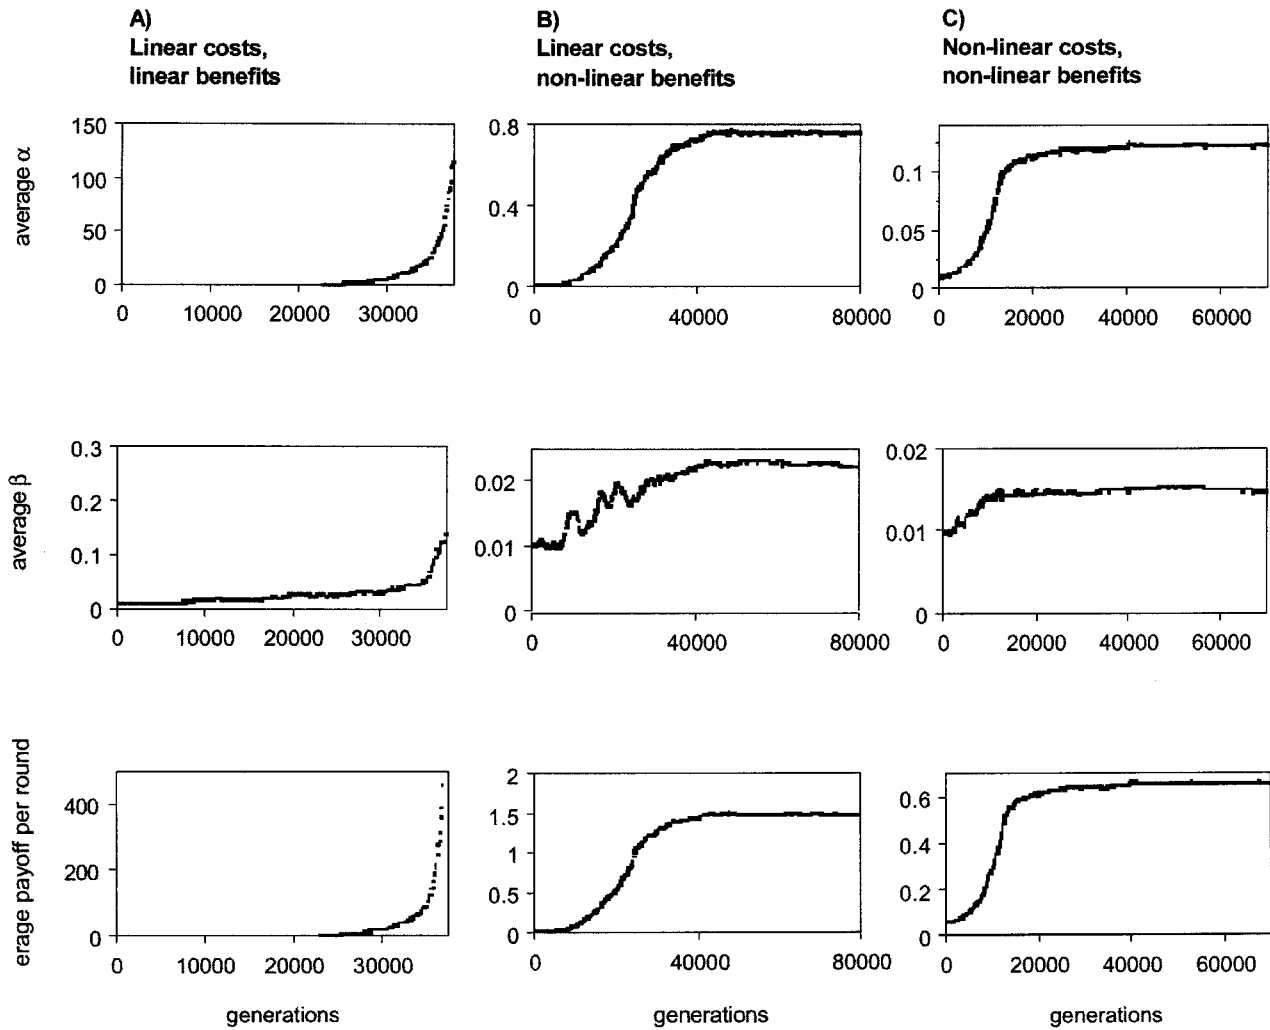 A)
Linear costs,
linear benefits
B)
Linear costs,
non-linear benefits
C)
Non-linear costs,
non-linear benefits
average α
150
100
50
0
0 10000 20000 30000
0.8
0.4
0
0 40000 80000
0.1
0.05
0
0 20000 40000 60000
average β
0.3
0.2
0.1
0
0 10000 20000 30000
0.02
0.01
0
0 40000 80000
0.02
0.01
0
0 20000 40000 60000
erage payoff per round
400
200
0
0 10000 20000 30000
generations
2
1.5
1
0.5
0
0 40000 80000
generations
0.6
0.4
0.2
0
0 20000 40000 60000
generations